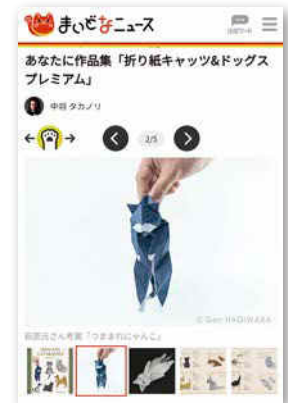 まいどなニュース
あなたに作品集「折り紙キャッツ&ドッグス
プレミアム」
中将 タカノリ
2/5
© Gen HAGIWARA
萩原元さん考案「つままれにゃんこ」